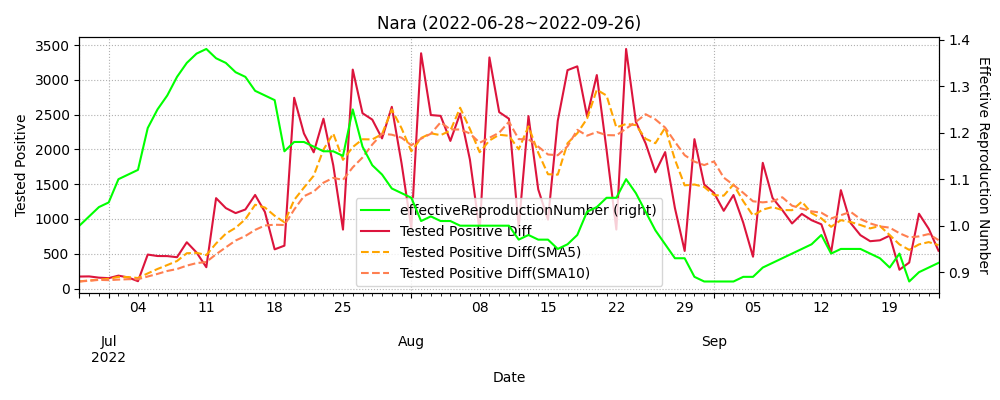 Nara (2022-06-28~2022-09-26)
Tested Positive
3500
3000
2500
2000
1500
1000
500
0
1.4
1.3
1.2
1.1
1.0
0.9
Effective Reproduction Number
effectiveReproductionNumber (right)
Tested Positive Diff
Tested Positive Diff(SMA5)
Tested Positive Diff(SMA10)
04 11 18 25 08 15 22 29 05 12 19
Jul Aug Sep
2022
Date